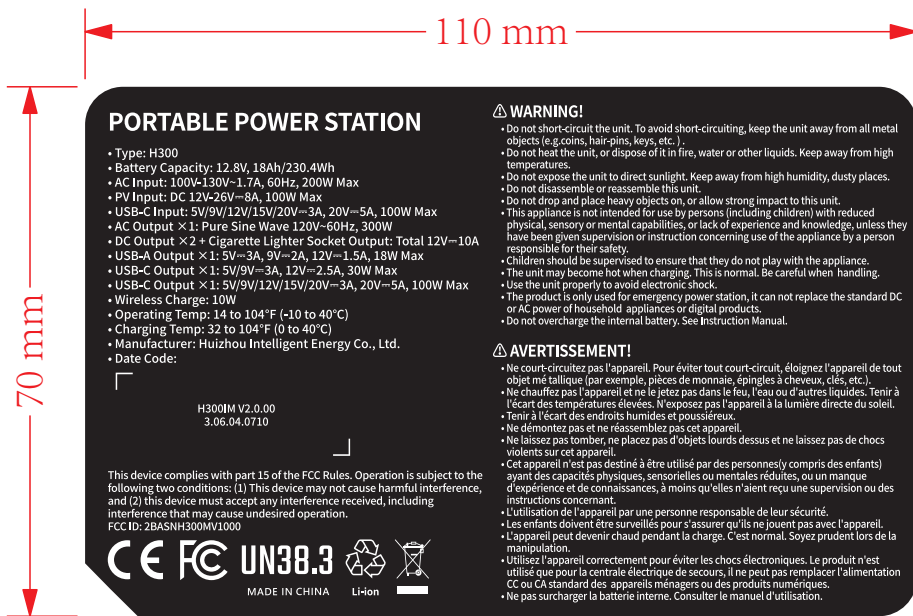 110 mm
70 mm
PORTABLE POWER STATION
• Type: H300
• Battery Capacity: 12.8V, 18Ah/230.4Wh
• AC Input: 100V-130V~1.7A, 60Hz, 200W Max
• PV Input: DC 12V-26V⎓8A, 100W Max
• USB-C Input: 5V/9V/12V/15V/20V⎓3A, 20V⎓5A, 100W Max
• AC Output ×1: Pure Sine Wave 120V~60Hz, 300W
• DC Output ×2 + Cigarette Lighter Socket Output: Total 12V⎓10A
• USB-A Output ×1: 5V⎓3A, 9V⎓2A, 12V⎓1.5A, 18W Max
• USB-C Output ×1: 5V/9V⎓3A, 12V⎓2.5A, 30W Max
• USB-C Output ×1: 5V/9V/12V/15V/20V⎓3A, 20V⎓5A, 100W Max
• Wireless Charge: 10W
• Operating Temp: 14 to 104°F (-10 to 40°C)
• Charging Temp: 32 to 104°F (0 to 40°C)
• Manufacturer: Huizhou Intelligent Energy Co., Ltd.
• Date Code:
H300IM V2.0.00
3.06.04.0710
This device complies with part 15 of the FCC Rules. Operation is subject to the
following two conditions: (1) This device may not cause harmful interference,
and (2) this device must accept any interference received, including
interference that may cause undesired operation.
FCC ID: 2BASNH300MV1000
CE FC UN38.3
MADE IN CHINA
Li-ion
⚠ WARNING!
• Do not short-circuit the unit. To avoid short-circuiting, keep the unit away from all metal
objects (e.g.coins, hair-pins, keys, etc. ) .
• Do not heat the unit, or dispose of it in fire, water or other liquids. Keep away from high
temperatures.
• Do not expose the unit to direct sunlight. Keep away from high humidity, dusty places.
• Do not disassemble or reassemble this unit.
• Do not drop and place heavy objects on, or allow strong impact to this unit.
• This appliance is not intended for use by persons (including children) with reduced
physical, sensory or mental capabilities, or lack of experience and knowledge, unless they
have been given supervision or instruction concerning use of the appliance by a person
responsible for their safety.
• Children should be supervised to ensure that they do not play with the appliance.
• The unit may become hot when charging. This is normal. Be careful when handling.
• Use the unit properly to avoid electronic shock.
• The product is only used for emergency power station, it can not replace the standard DC
or AC power of household appliances or digital products.
• Do not overcharge the internal battery. See Instruction Manual.
⚠ AVERTISSEMENT!
• Ne court-circuitez pas l'appareil. Pour éviter tout court-circuit, éloignez l'appareil de tout
objet mé tallique (par exemple, pièces de monnaie, épingles à cheveux, clés, etc.).
• Ne chauffez pas l'appareil et ne le jetez pas dans le feu, l'eau ou d'autres liquides. Tenir à
l'écart des températures élevées. N'exposez pas l'appareil à la lumière directe du soleil.
• Tenir à l'écart des endroits humides et poussiéreux.
• Ne démontez pas et ne réassemblez pas cet appareil.
• Ne laissez pas tomber, ne placez pas d'objets lourds dessus et ne laissez pas de chocs
violents sur cet appareil.
• Cet appareil n'est pas destiné à être utilisé par des personnes(y compris des enfants)
ayant des capacités physiques, sensorielles ou mentales réduites, ou un manque
d'expérience et de connaissances, à moins qu'elles n'aient reçu une supervision ou des
instructions concernant.
• L'utilisation de l'appareil par une personne responsable de leur sécurité.
• Les enfants doivent être surveillés pour s'assurer qu'ils ne jouent pas avec l'appareil.
• L'appareil peut devenir chaud pendant la charge. C'est normal. Soyez prudent lors de la
manipulation.
• Utilisez l'appareil correctement pour éviter les chocs électroniques. Le produit n'est
utilisé que pour la centrale électrique de secours, il ne peut pas remplacer l'alimentation
CC ou CA standard des appareils ménagers ou des produits numériques.
• Ne pas surcharger la batterie interne. Consulter le manuel d'utilisation.